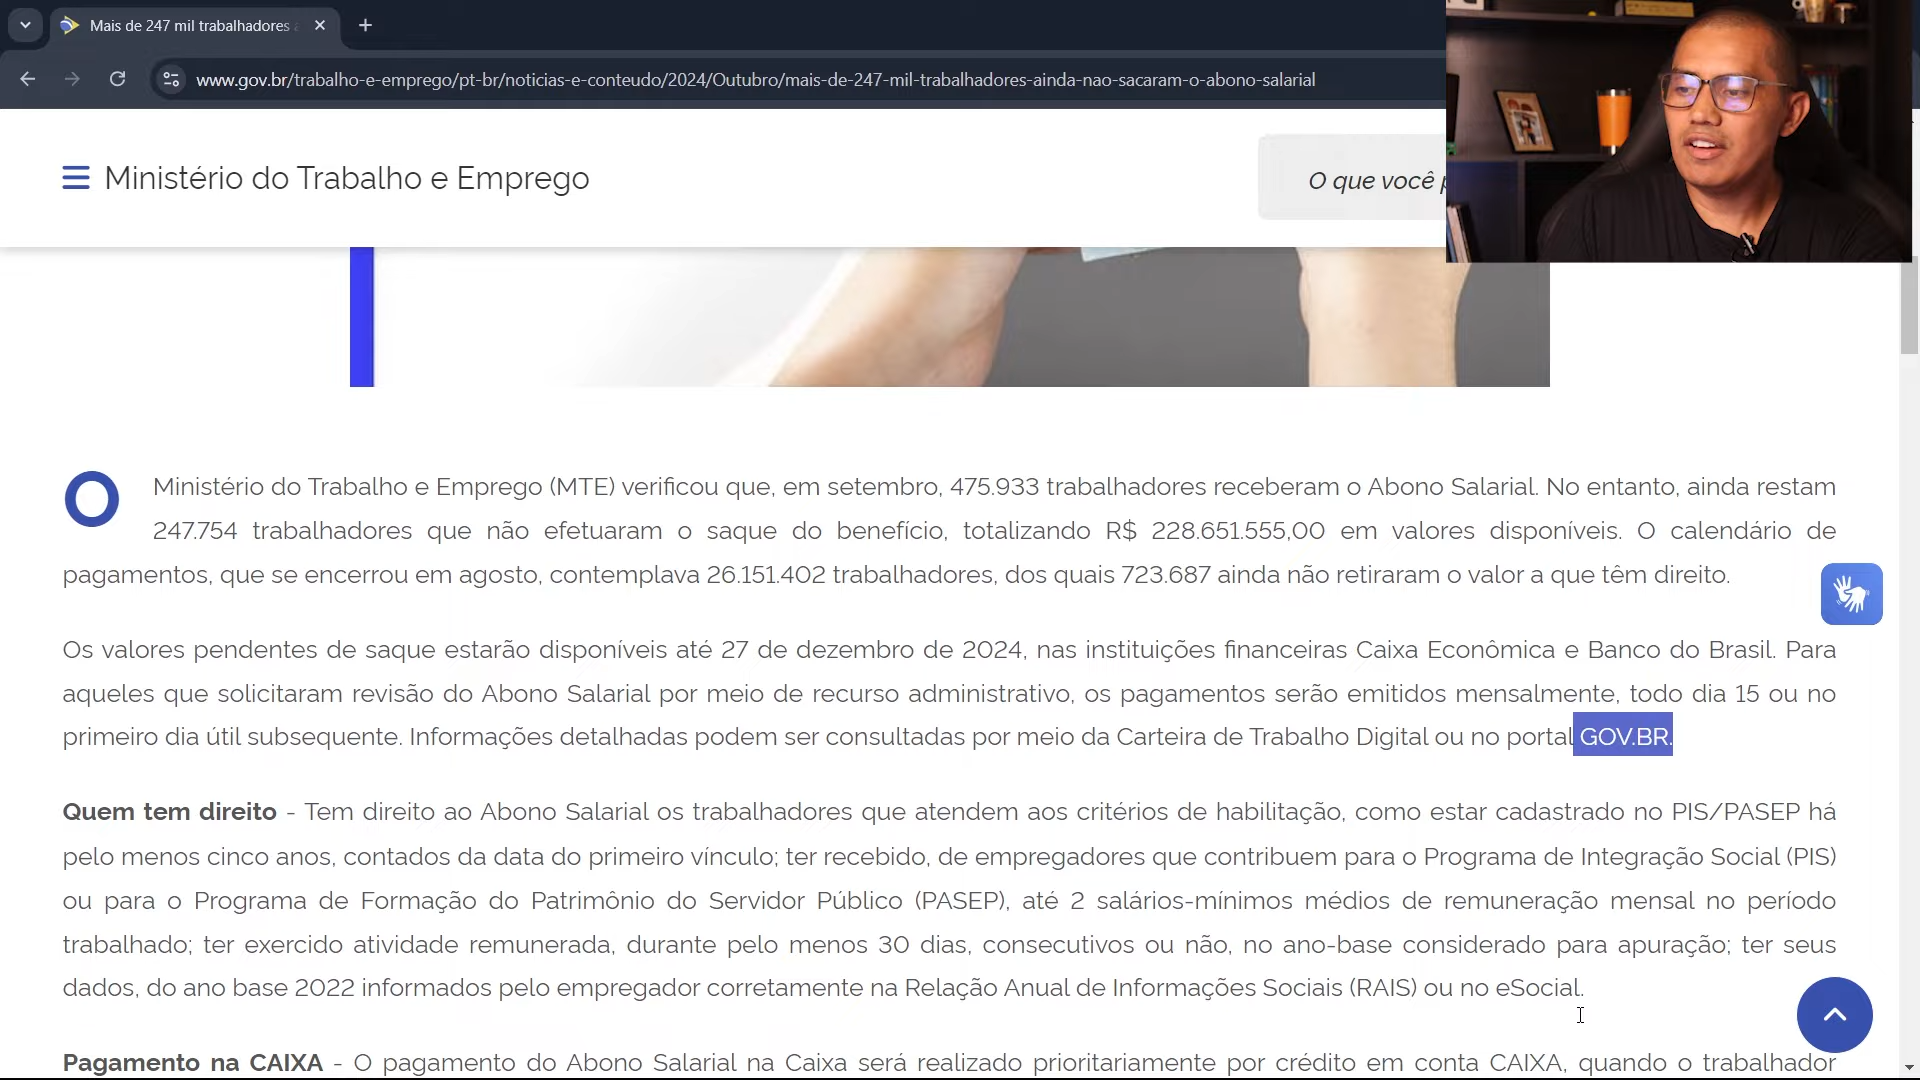 Mais de 247 mil trabalhadores
www.gov.br/trabalho-e-emprego/pt-br/noticias-e-conteudo/2024/Outubro/mais-de-247-mil-trabalhadores-ainda-nao-sacaram-o-abono-salarial
Ministério do Trabalho e Emprego
O que você
O Ministério do Trabalho e Emprego (MTE) verificou que, em setembro, 475.933 trabalhadores receberam o Abono Salarial. No entanto, ainda restam
247.754 trabalhadores que não efetuaram o saque do benefício, totalizando R$ 228.651.555,00 em valores disponíveis. O calendário de
pagamentos, que se encerrou em agosto, contemplava 26.151.402 trabalhadores, dos quais 723.687 ainda não retiraram o valor a que têm direito.
Os valores pendentes de saque estarão disponíveis até 27 de dezembro de 2024, nas instituições financeiras Caixa Econômica e Banco do Brasil. Para
aqueles que solicitaram revisão do Abono Salarial por meio de recurso administrativo, os pagamentos serão emitidos mensalmente, todo dia 15 ou no
primeiro dia útil subsequente. Informações detalhadas podem ser consultadas por meio da Carteira de Trabalho Digital ou no portal GOV.BR.
Quem tem direito - Tem direito ao Abono Salarial os trabalhadores que atendem aos critérios de habilitação, como estar cadastrado no PIS/PASEP há
pelo menos cinco anos, contados da data do primeiro vínculo; ter recebido, de empregadores que contribuem para o Programa de Integração Social (PIS)
ou para o Programa de Formação do Patrimônio do Servidor Público (PASEP), até 2 salários-mínimos médios de remuneração mensal no período
trabalhado; ter exercido atividade remunerada, durante pelo menos 30 dias, consecutivos ou não, no ano-base considerado para apuração; ter seus
dados, do ano base 2022 informados pelo empregador corretamente na Relação Anual de Informações Sociais (RAIS) ou no eSocial.
Pagamento na CAIXA - O pagamento do Abono Salarial na Caixa será realizado prioritariamente por crédito em conta CAIXA, quando o trabalhador